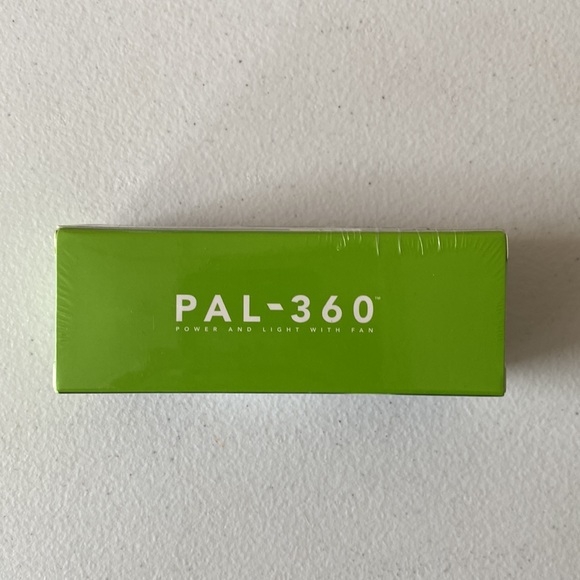 PAL-360™
POWER AND LIGHT WITH FAN